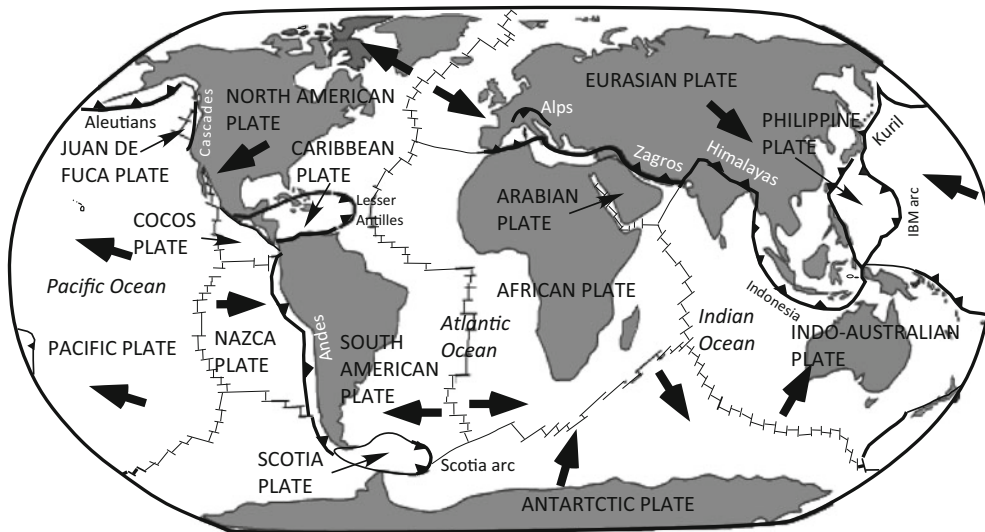 EURASIAN PLATE
NORTH AMERICAN
PLATE
Aleutians
Cascades
JUAN DE
FUCA PLATE
CARIBBEAN
PLATE
Alps
PHILIPPINE
PLATE
Kuril
Zagros
Himalayas
Lesser
Antilles
ARABIAN
PLATE
IBM arc
COCOS
PLATE
Pacific Ocean
AFRICAN PLATE
Indonesia
PACIFIC PLATE
NAZCA
PLATE
Andes
SOUTH
AMERICAN
PLATE
Atlantic
Ocean
Indian
Ocean
INDO-AUSTRALIAN
PLATE
SCOTIA
PLATE
Scotia arc
ANTARTCTIC PLATE